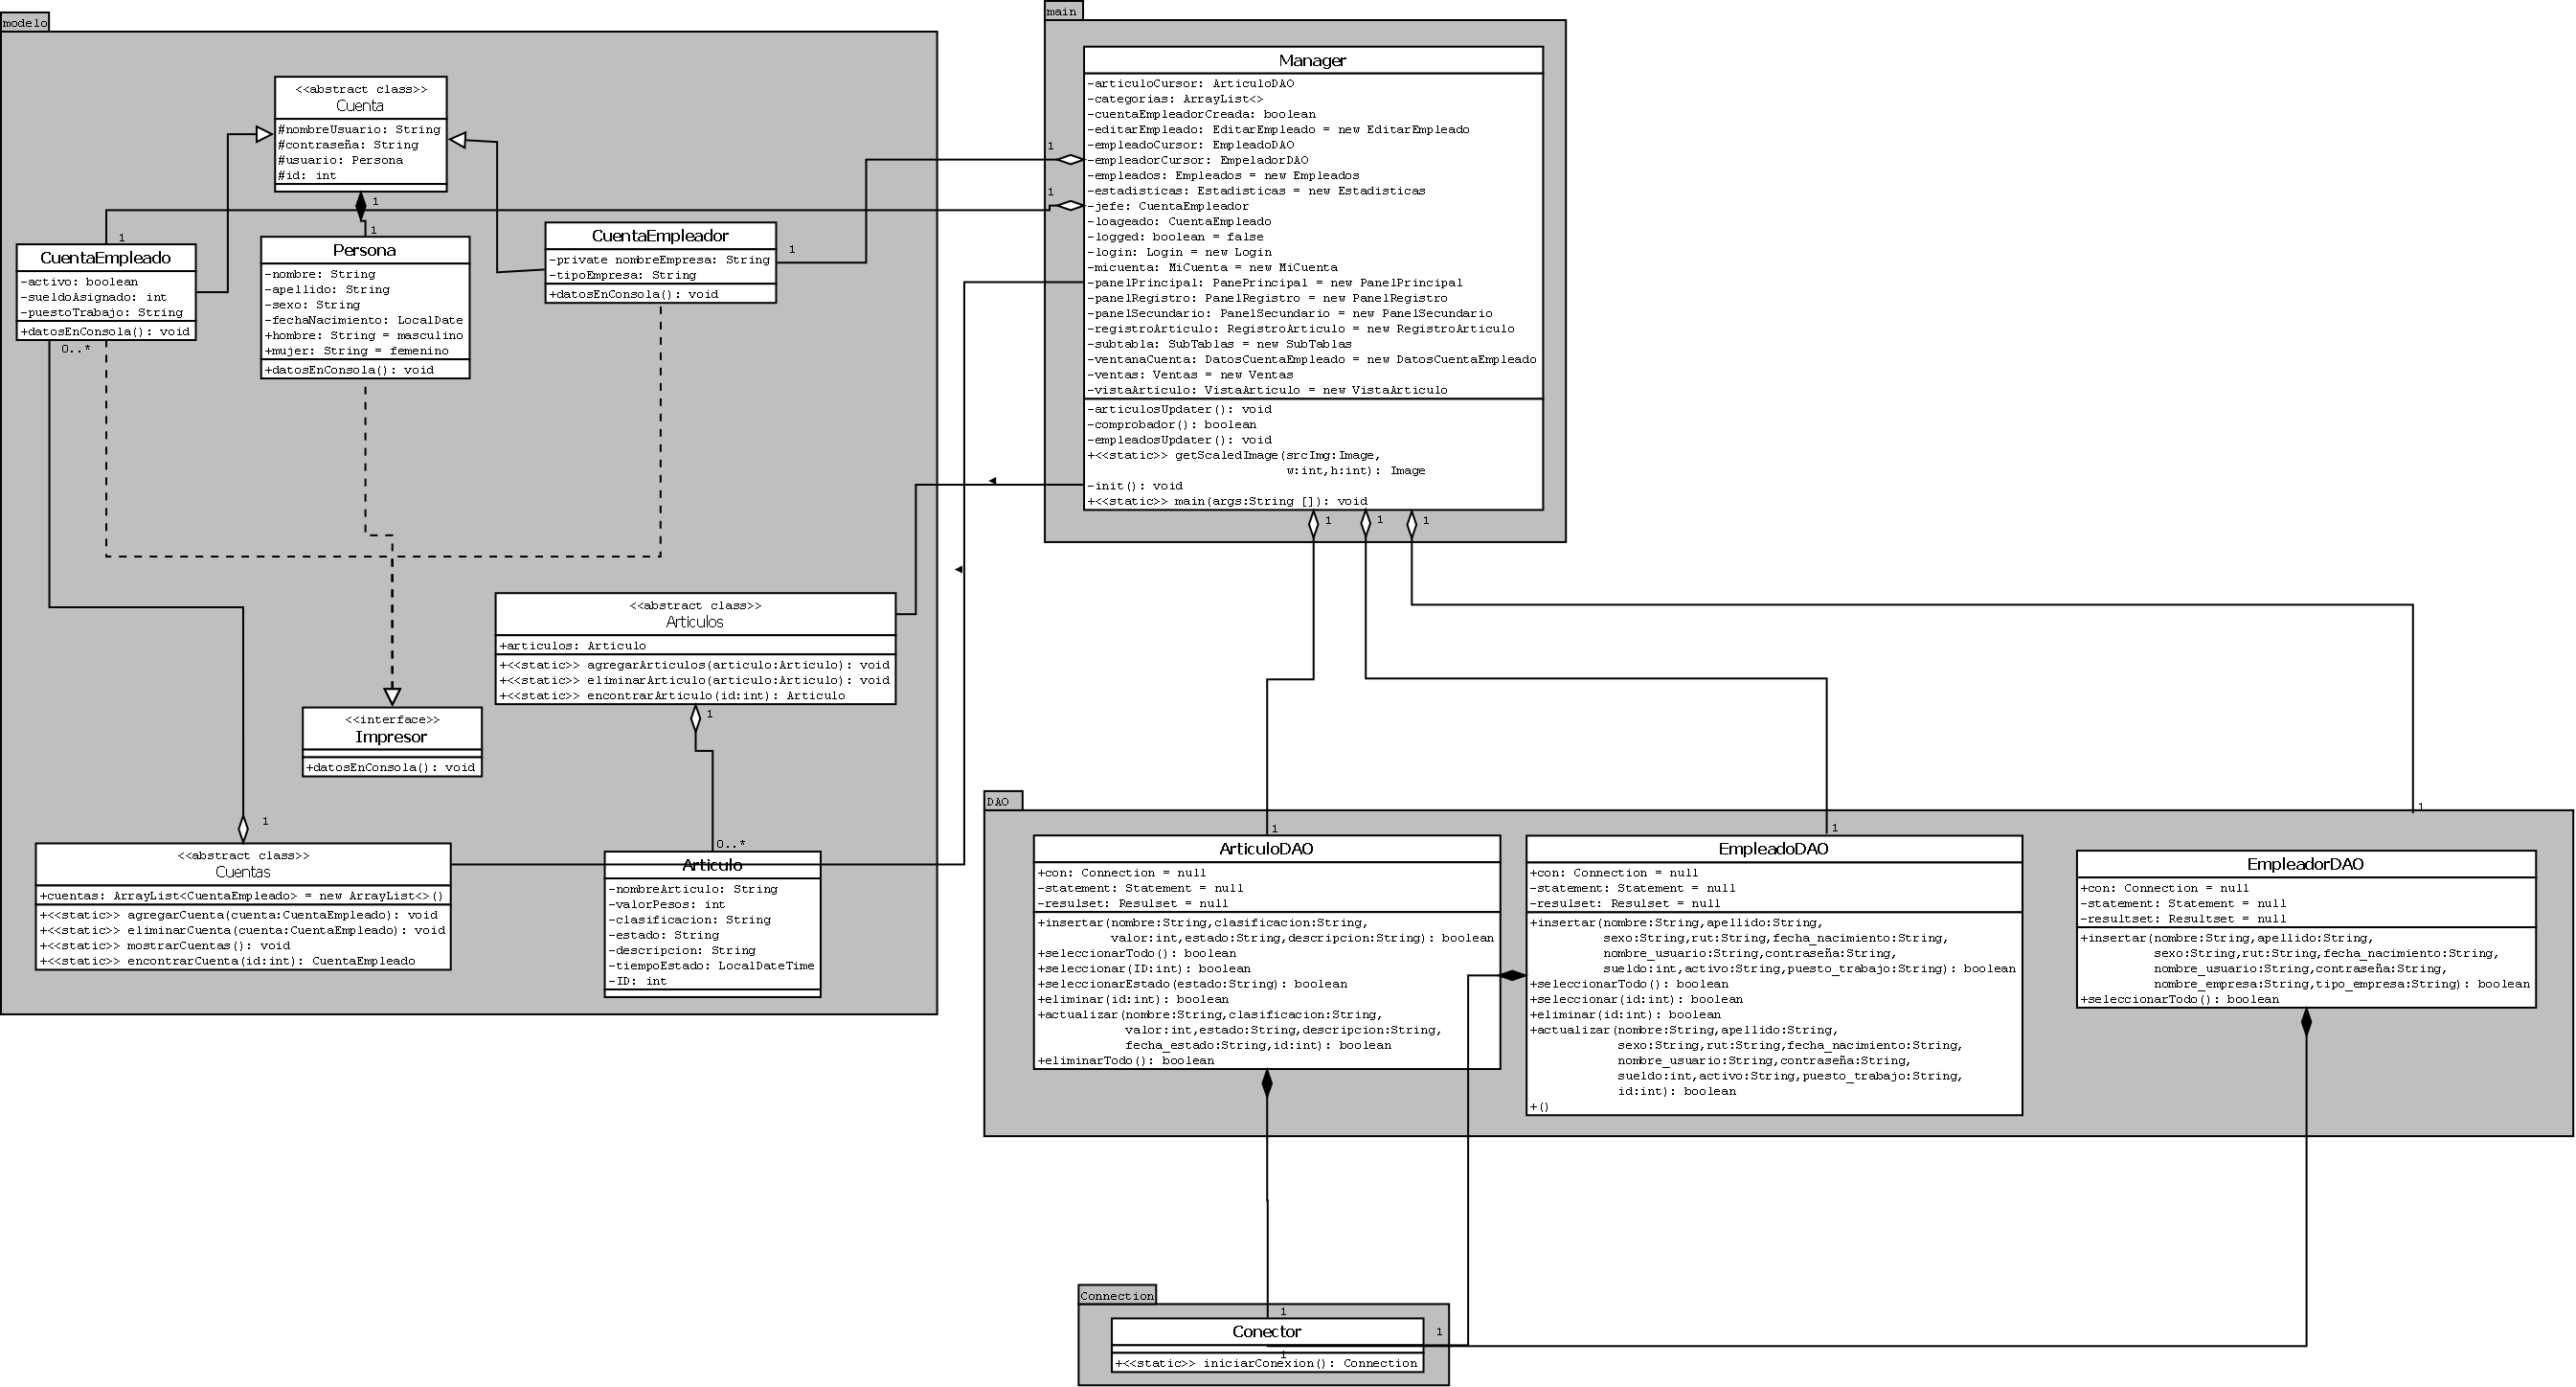 modelo
<<abstract class>>
Cuenta
#nombreUsuario: String
#contraseña: String
#usuario: Persona
#id: int
1
1
CuentaEmpleado
-activo: boolean
-sueldoAsignado: int
-puestoTrabajo: String
+datosEnConsola(): void
1
0..*
Persona
-nombre: String
-apellido: String
-sexo: String
-fechaNacimiento: LocalDate
+hombre: String = masculino
+mujer: String = femenino
+datosEnConsola(): void
CuentaEmpleador
-private nombreEmpresa: String
-tipoEmpresa: String
+datosEnConsola(): void
1
<<abstract class>>
Articulos
+articulos: Articulo
+<<static>> agregarArticulos(articulo:Articulo): void
+<<static>> eliminarArticulo(articulo:Articulo): void
+<<static>> encontrarArticulo(id:int): Articulo
1
<<interface>>
Impresor
+datosEnConsola(): void
1
<<abstract class>>
Cuentas
+cuentas: ArrayList<CuentaEmpleado> = new ArrayList<>()
+<<static>> agregarCuenta(cuenta:CuentaEmpleado): void
+<<static>> eliminarCuenta(cuenta:CuentaEmpleado): void
+<<static>> mostrarCuentas(): void
+<<static>> encontrarCuenta(id:int): CuentaEmpleado
0..*
Articulo
-nombreArticulo: String
-valorPesos: int
-clasificacion: String
-estado: String
-descripcion: String
-tiempoEstado: LocalDateTime
-ID: int
main
1
1
Manager
-articuloCursor: ArticuloDAO
-categorias: ArrayList<>
-cuentaEmpleadorCreada: boolean
-editarEmpleado: EditarEmpleado = new EditarEmpleado
-empleadoCursor: EmpleadoDAO
-empleadorCursor: EmpeladorDAO
-empleados: Empleados = new Empleados
-estadisticas: Estadisticas = new Estadisticas
-jefe: CuentaEmpleador
-loageado: CuentaEmpleado
-logged: boolean = false
-login: Login = new Login
-micuenta: MiCuenta = new MiCuenta
-panelPrincipal: PanePrincipal = new PanelPrincipal
-panelRegistro: PanelRegistro = new PanelRegistro
-panelSecundario: PanelSecundario = new PanelSecundario
-registroArticulo: RegistroArticulo = new RegistroArticulo
-subtabla: SubTablas = new SubTablas
-ventanaCuenta: DatosCuentaEmpleado = new DatosCuentaEmpleado
-ventas: Ventas = new Ventas
-vistaArticulo: VistaArticulo = new VistaArticulo
-articulosUpdater(): void
-comprobador(): boolean
-empleadosUpdater(): void
+<<static>> getScaledImage(srcImg:Image,
w:int,h:int): Image
-init(): void
+<<static>> main(args:String []): void
1
1
1
DAO
1
ArticuloDAO
+con: Connection = null
-statement: Statement = null
-resulset: Resulset = null
+insertar(nombre:String,clasificacion:String,
valor:int,estado:String,descripcion:String): boolean
+seleccionarTodo(): boolean
+seleccionar(ID:int): boolean
+seleccionarEstado(estado:String): boolean
+eliminar(id:int): boolean
+actualizar(nombre:String,clasificacion:String,
valor:int,estado:String,descripcion:String,
fecha_estado:String,id:int): boolean
+eliminarTodo(): boolean
1
EmpleadoDAO
+con: Connection = null
-statement: Statement = null
-resulset: Resulset = null
+insertar(nombre:String,apellido:String,
sexo:String,rut:String,fecha_nacimiento:String,
nombre_usuario:String,contraseña:String,
sueldo:int,activo:String,puesto_trabajo:String): boolean
+seleccionarTodo(): boolean
+seleccionar(id:int): boolean
+eliminar(id:int): boolean
+actualizar(nombre:String,apellido:String,
sexo:String,rut:String,fecha_nacimiento:String,
nombre_usuario:String,contraseña:String,
sueldo:int,activo:String,puesto_trabajo:String,
id:int): boolean
+()
1
EmpleadorDAO
+con: Connection = null
-statement: Statement = null
-resultset: Resultset = null
+insertar(nombre:String,apellido:String,
sexo:String,rut:String,fecha_nacimiento:String,
nombre_usuario:String,contraseña:String,
nombre_empresa:String,tipo_empresa:String): boolean
+seleccionarTodo(): boolean
Connection
1
Conector
1
1
+<<static>> iniciarConexion(): Connection